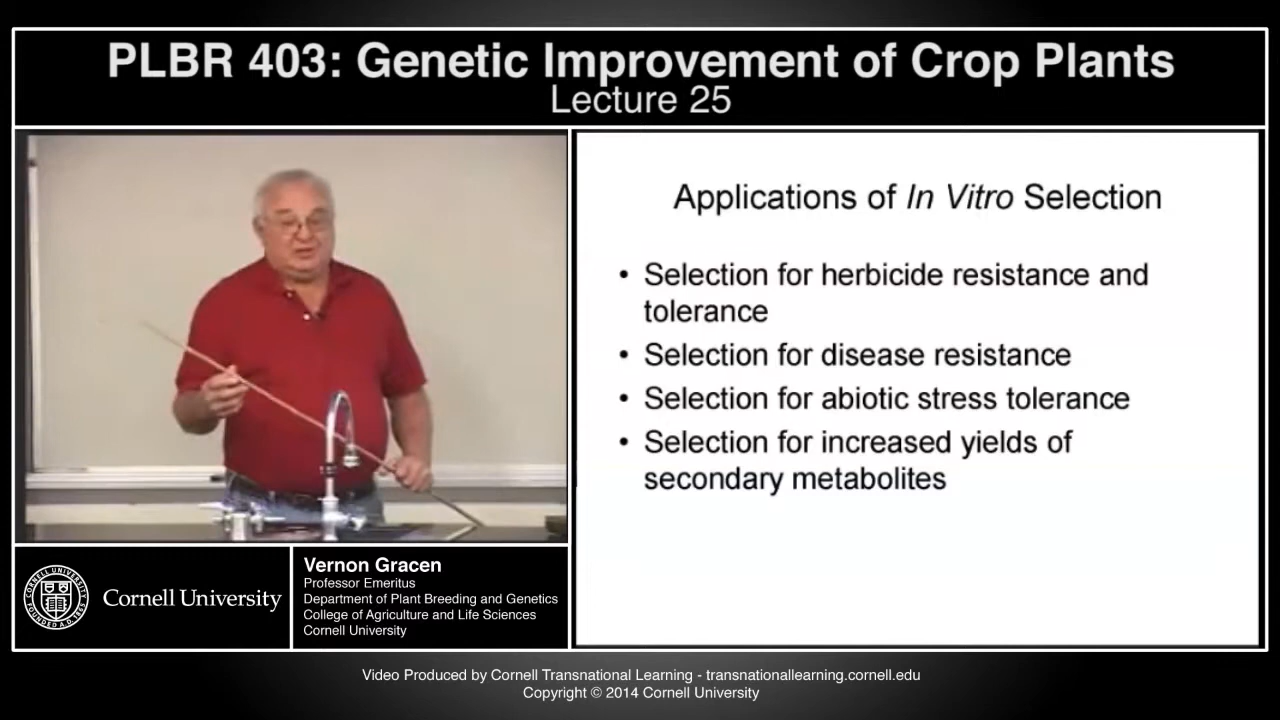 PLBR 403: Genetic Improvement of Crop Plants
Lecture 25
Applications of In Vitro Selection
• Selection for herbicide resistance and
tolerance
• Selection for disease resistance
• Selection for abiotic stress tolerance
• Selection for increased yields of
secondary metabolites
Cornell University
Vernon Gracen
Professor Emeritus
Department of Plant Breeding and Genetics
College of Agriculture and Life Sciences
Cornell University
Video Produced by Cornell Transnational Learning - transnationallearning.cornell.edu
Copyright © 2014 Cornell University